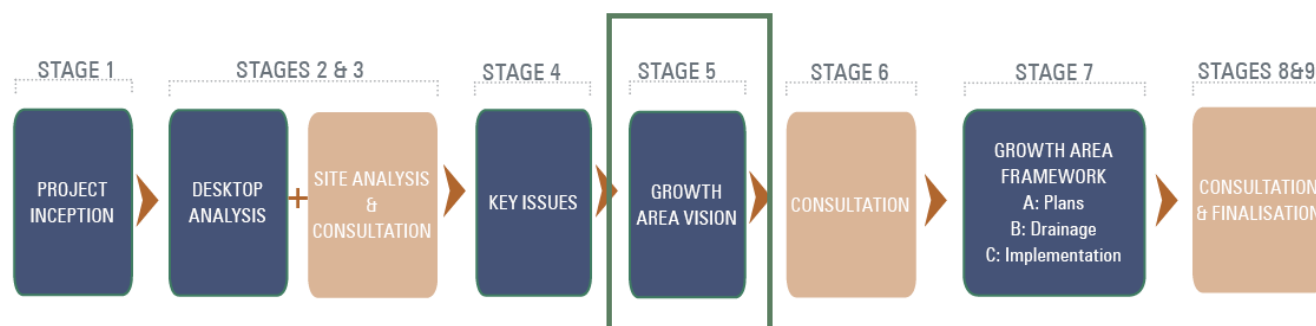 STAGE 1
STAGES 2 & 3
STAGE 4
STAGE 5
STAGE 6
STAGE 7
STAGES 8&9
PROJECT
INCEPTION
DESKTOP
ANALYSIS
+
SITE ANALYSIS
&
CONSULTATION
KEY ISSUES
GROWTH
AREA VISION
CONSULTATION
GROWTH AREA
FRAMEWORK
A: Plans
B: Drainage
C: Implementation
CONSULTATION
& FINALISATION